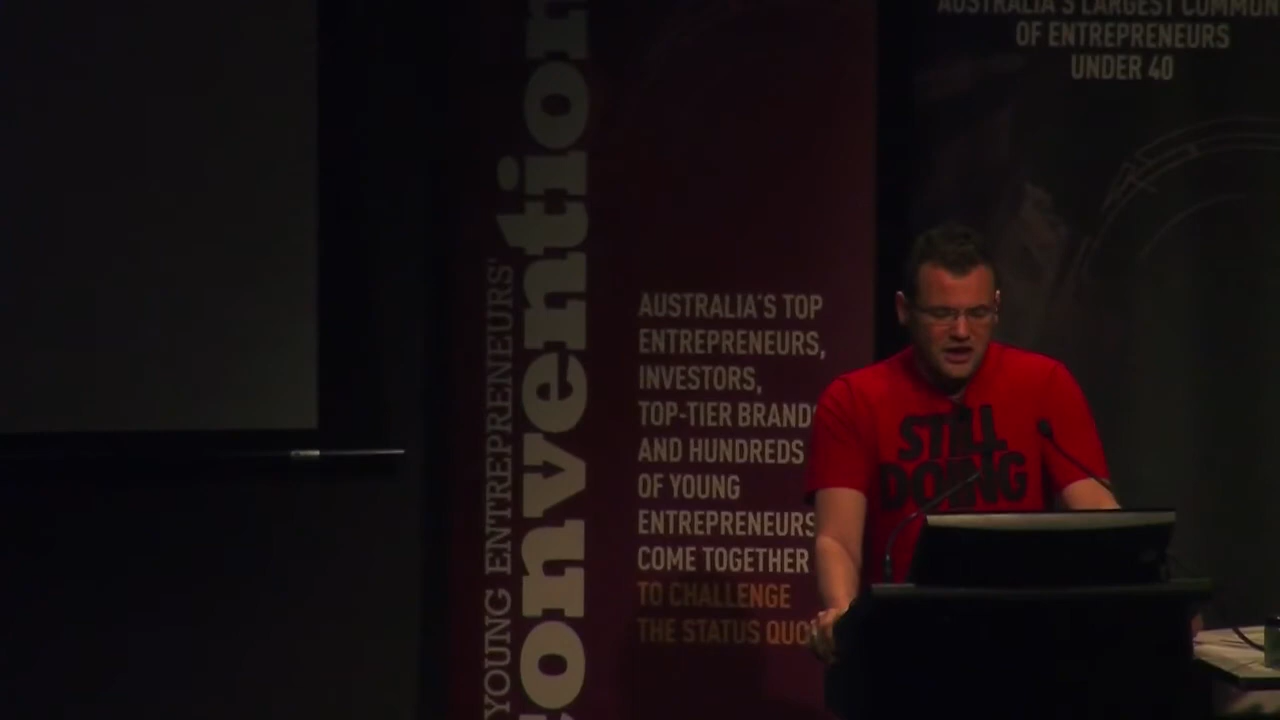 YOUNG ENTREPRENEURS'
onvention
AUSTRALIA'S TOP
ENTREPRENEURS,
INVESTORS,
TOP-TIER BRAND
AND HUNDREDS
OF YOUNG
ENTREPRENEURS
COME TOGETHER
TO CHALLENGE
THE STATUS QUO
AUSTRALIA'S LARGEST COMMUN
OF ENTREPRENEURS
UNDER 40
STILL
DOING